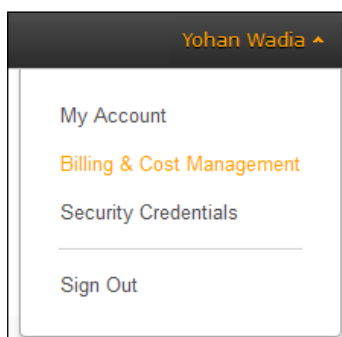 Yohan Wadia
My Account
Billing & Cost Management
Security Credentials
Sign Out